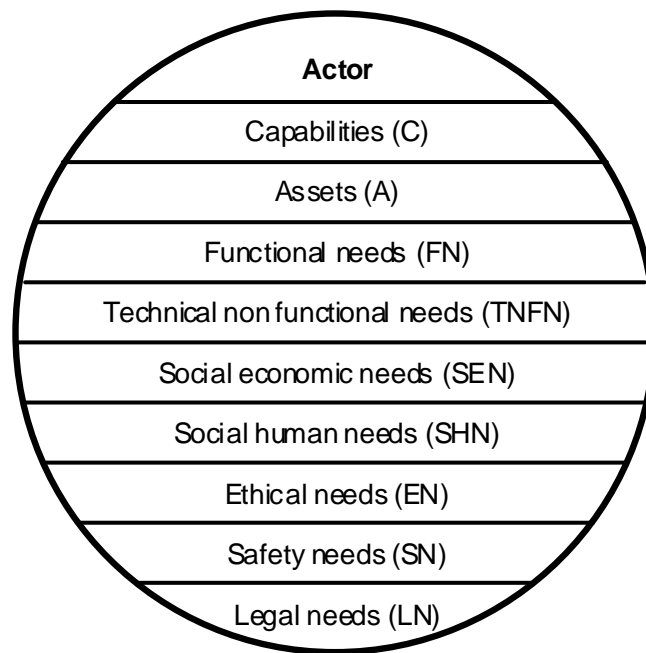 Actor
Capabilities (C)
Assets (A)
Functional needs (FN)
Technical non functional needs (TNFN)
Social economic needs (SEN)
Social human needs (SHN)
Ethical needs (EN)
Safety needs (SN)
Legal needs (LN)